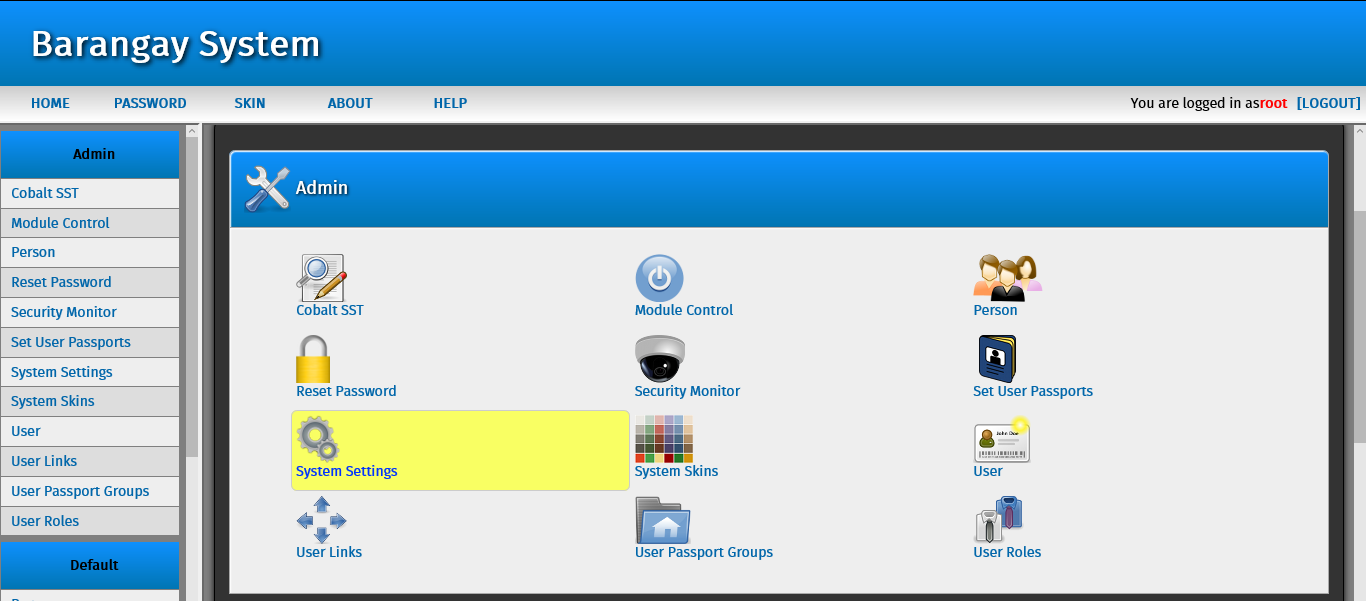 Barangay System
HOME PASSWORD SKIN ABOUT HELP You are logged in asroot [LOGOUT]
Admin
Cobalt SST
Module Control
Person
Reset Password
Security Monitor
Set User Passports
System Settings
System Skins
User
User Links
User Passport Groups
User Roles
Default
Admin
Cobalt SST Module Control Person
Reset Password Security Monitor Set User Passports
John Doe
System Settings System Skins User
User Links User Passport Groups User Roles